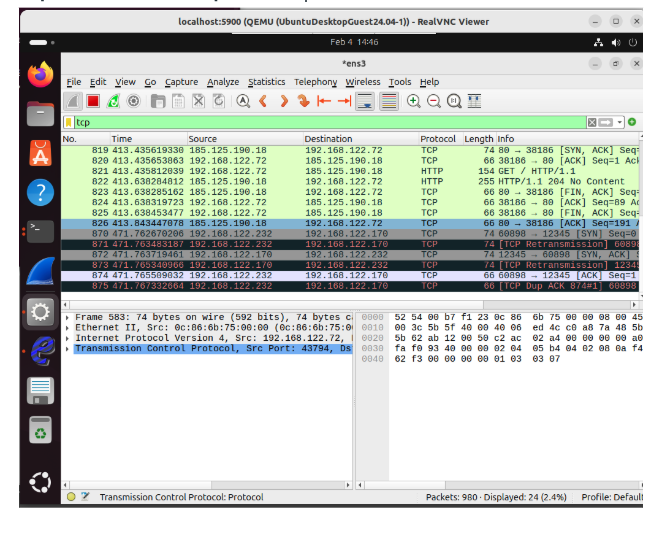 localhost:5900 (QEMU (UbuntuDesktopGuest24.04-1)) - RealVNC Viewer
Feb 4 14:46
*ens3
File Edit View Go Capture Analyze Statistics Telephony Wireless Tools Help
tcp
No. Time Source Destination Protocol Length Info
819 413.435619330 185.125.190.18 192.168.122.72 TCP 74 80 → 38186 [SYN, ACK] Seq=
820 413.435653863 192.168.122.72 185.125.190.18 TCP 66 38186 → 80 [ACK] Seq=1 Ack
821 413.435812039 192.168.122.72 185.125.190.18 HTTP 154 GET / HTTP/1.1
822 413.638284812 185.125.190.18 192.168.122.72 HTTP 255 HTTP/1.1 204 No Content
823 413.638285162 185.125.190.18 192.168.122.72 TCP 66 80 → 38186 [FIN, ACK] Seq=
824 413.638319723 192.168.122.72 185.125.190.18 TCP 66 38186 → 80 [ACK] Seq=89 Ac
825 413.638453477 192.168.122.72 185.125.190.18 TCP 66 38186 → 80 [FIN, ACK] Seq=
826 413.843447078 185.125.190.18 192.168.122.72 TCP 66 80 → 38186 [ACK] Seq=191 A
870 471.762670206 192.168.122.232 192.168.122.170 TCP 74 60898 → 12345 [SYN] Seq=0
871 471.763483187 192.168.122.232 192.168.122.170 TCP 74 [TCP Retransmission] 60898
872 471.763719461 192.168.122.170 192.168.122.232 TCP 74 12345 → 60898 [SYN, ACK]
873 471.765340966 192.168.122.170 192.168.122.232 TCP 74 [TCP Retransmission] 12345
874 471.765509032 192.168.122.232 192.168.122.170 TCP 66 60898 → 12345 [ACK] Seq=1
875 471.767332664 192.168.122.232 192.168.122.170 TCP 66 [TCP Dup ACK 874#1] 60898
Frame 583: 74 bytes on wire (592 bits), 74 bytes c
Ethernet II, Src: 0c:86:6b:75:00:00 (0c:86:6b:75:0
Internet Protocol Version 4, Src: 192.168.122.72,
Transmission Control Protocol, Src Port: 43794, Ds
0000 52 54 00 b7 f1 23 0c 86 6b 75 00 00 08 00 45
0010 00 3c 5b 5f 40 00 40 06 ed 4c c0 a8 7a 48 5b
0020 5b 62 ab 12 00 50 c2 ac 02 a4 00 00 00 00 a0
0030 fa f0 93 40 00 00 02 04 05 b4 04 02 08 0a f4
0040 62 f3 00 00 00 00 01 03 03 07
Transmission Control Protocol: Protocol
Packets: 980 · Displayed: 24 (2.4%)
Profile: Default